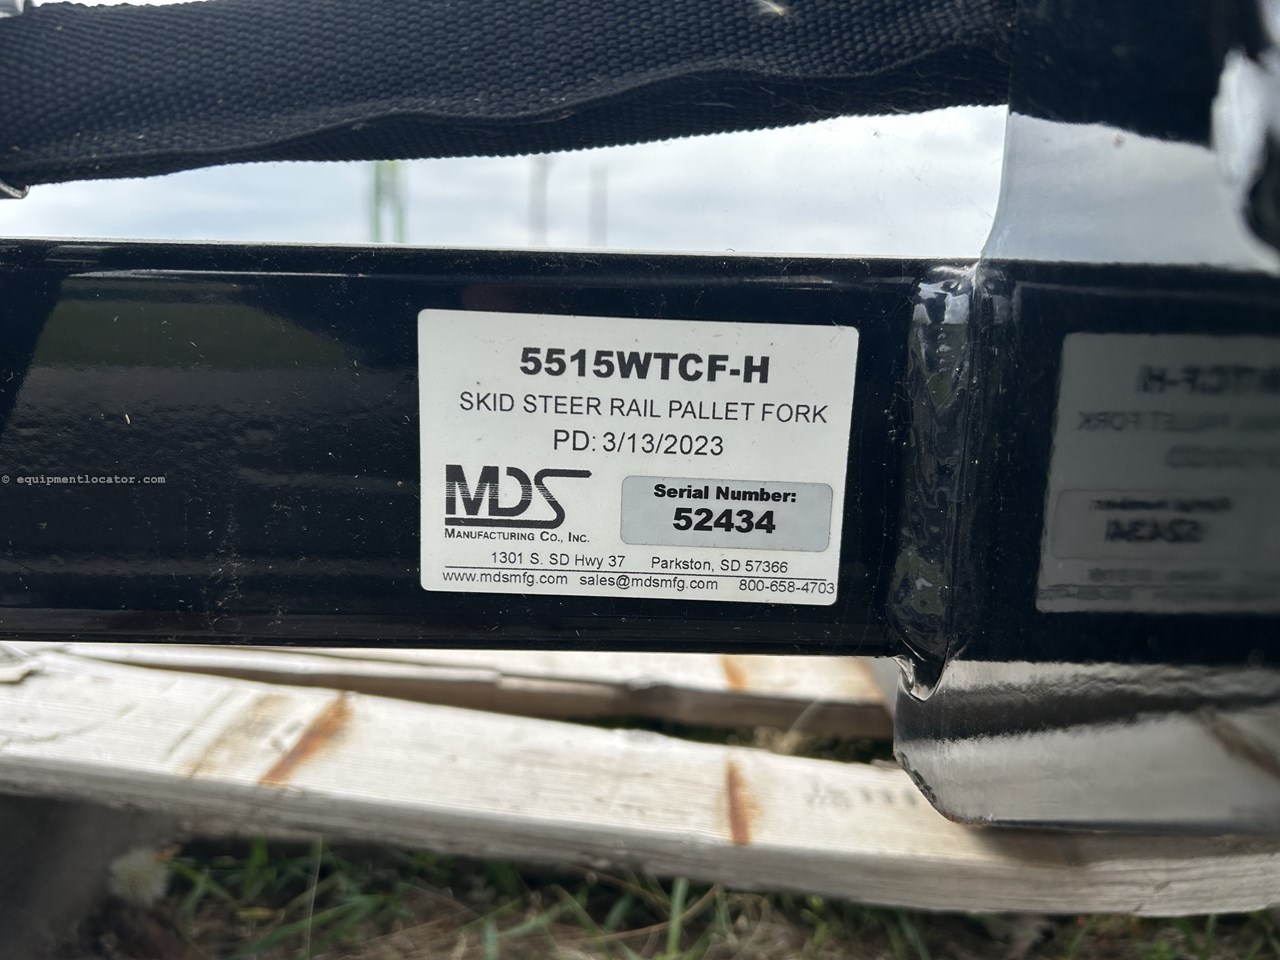 5515WTCF-H
SKID STEER RAIL PALLET FORK
PD: 3/13/2023
MDS
MANUFACTURING CO., INC.
Serial Number:
52434
1301 S. SD Hwy 37 Parkston, SD 57366
www.mdsmfg.com sales@mdsmfg.com 800-658-4703
© equipmentlocator.com